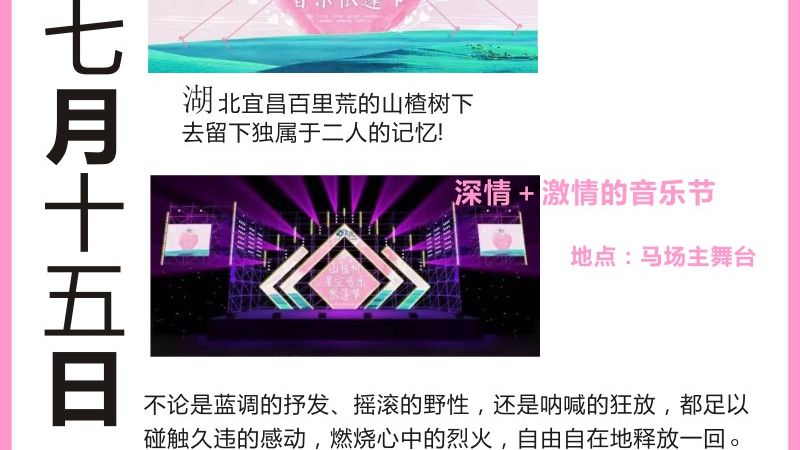 七月十五日
音乐帐篷节
湖北宜昌百里荒的山楂树下
去留下独属于二人的记忆!
深情+激情的音乐节
地点：马场主舞台
山楂树
星空音乐
帐篷节
不论是蓝调的抒发、摇滚的野性，还是呐喊的狂放，都足以
碰触久违的感动，燃烧心中的烈火，自由自在地释放一回。